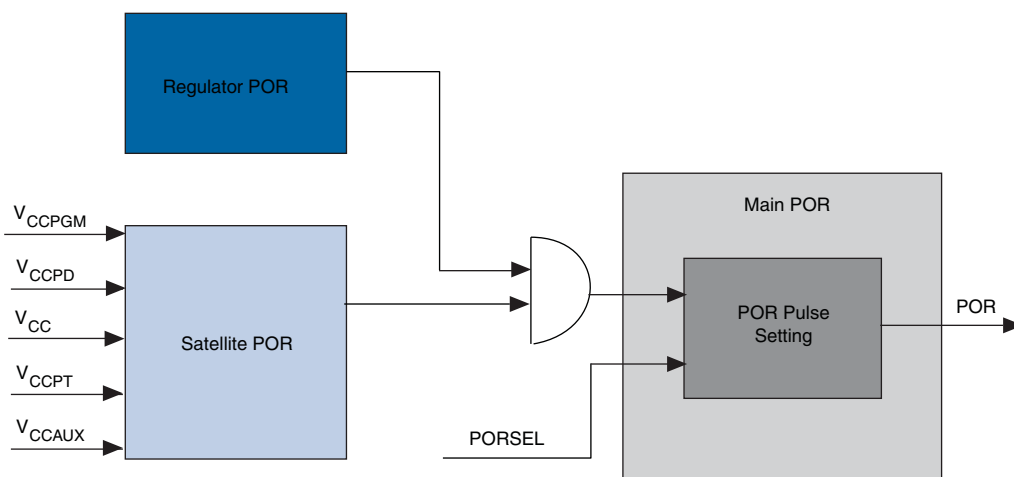 Regulator POR
VCCPGM
VCCPD
VCC
VCCPT
VCCAUX
Satellite POR
PORSEL
Main POR
POR Pulse
Setting
POR